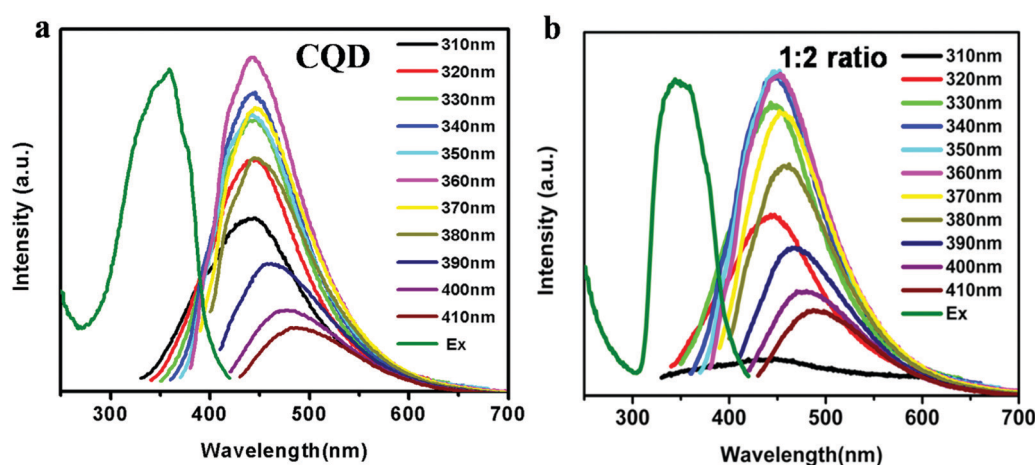 a
CQD
310nm
320nm
330nm
340nm
350nm
360nm
370nm
380nm
390nm
400nm
410nm
Ex
Intensity (a.u.)
300 400 500 600 700
Wavelength(nm)
b
1:2 ratio
310nm
320nm
330nm
340nm
350nm
360nm
370nm
380nm
390nm
400nm
410nm
Ex
Intensity (a.u.)
300 400 500 600 700
Wavelength(nm)